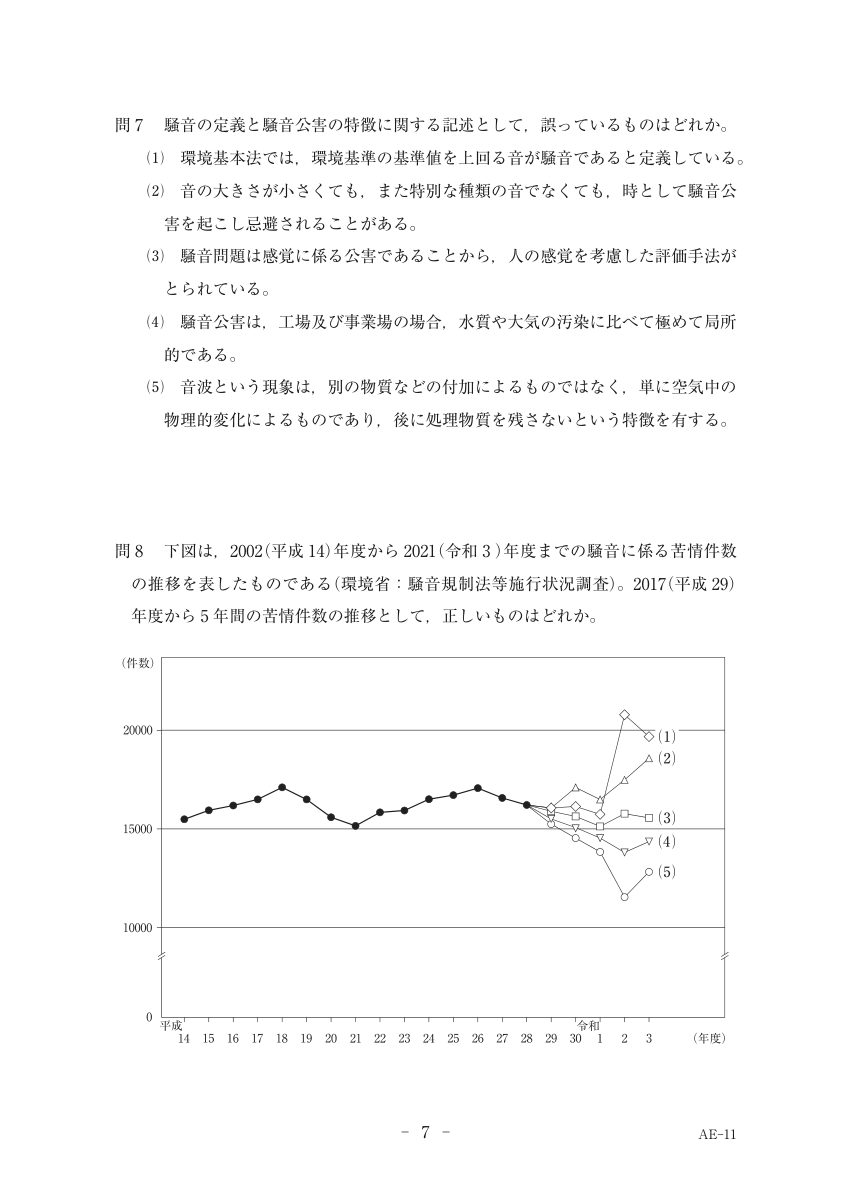 問７　騒音の定義と騒音公害の特徴に関する記述として，誤っているものはどれか。
⑴　環境基本法では，環境基準の基準値を上回る音が騒音であると定義している。
⑵　音の大きさが小さくても，また特別な種類の音でなくても，時として騒音公
害を起こし忌避されることがある。
⑶　騒音問題は感覚に係る公害であることから，人の感覚を考慮した評価手法が
とられている。
⑷　騒音公害は，工場及び事業場の場合，水質や大気の汚染に比べて極めて局所
的である。
⑸　音波という現象は，別の物質などの付加によるものではなく，単に空気中の
物理的変化によるものであり，後に処理物質を残さないという特徴を有する。
問８　下図は，2002(平成 14)年度から 2021(令和３)年度までの騒音に係る苦情件数
の推移を表したものである(環境省：騒音規制法等施行状況調査)。2017(平成 29)
年度から５年間の苦情件数の推移として，正しいものはどれか。
(件数)
20000
15000
10000
0
(1)
(2)
(3)
(4)
(5)
平成 令和
14 15 16 17 18 19 20 21 22 23 24 25 26 27 28 29 30 1 2 3 (年度)
－ 7 －
AE-11